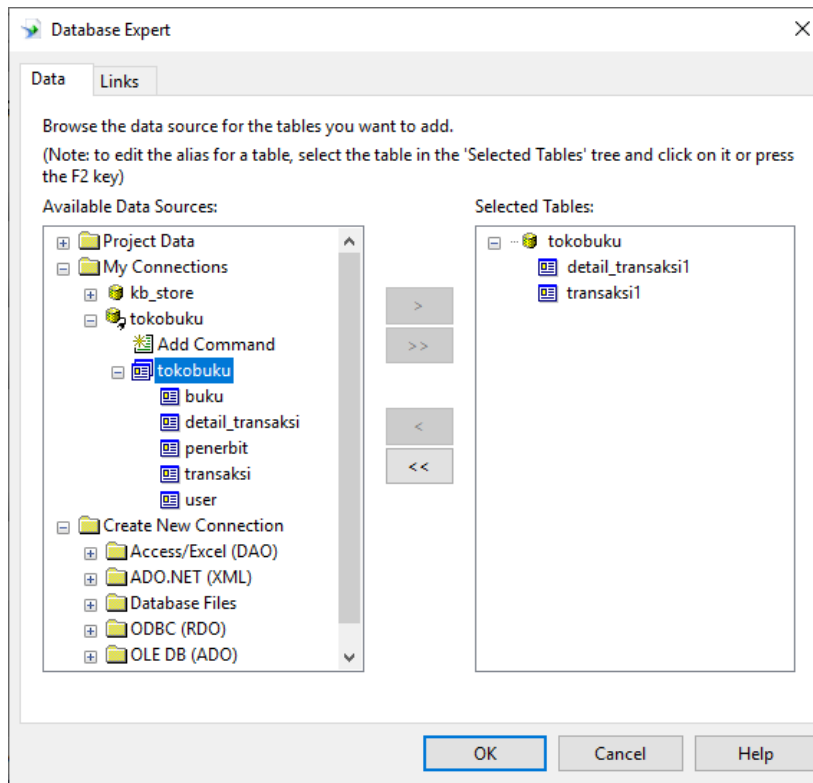 Database Expert
Data
Links
Browse the data source for the tables you want to add.
(Note: to edit the alias for a table, select the table in the 'Selected Tables' tree and click on it or press
the F2 key)
Available Data Sources:
Project Data
My Connections
kb_store
tokobuku
Add Command
tokobuku
buku
detail_transaksi
penerbit
transaksi
user
Create New Connection
Access/Excel (DAO)
ADO.NET (XML)
Database Files
ODBC (RDO)
OLE DB (ADO)
>
>>
<
<<
Selected Tables:
tokobuku
detail_transaksi1
transaksi1
OK
Cancel
Help